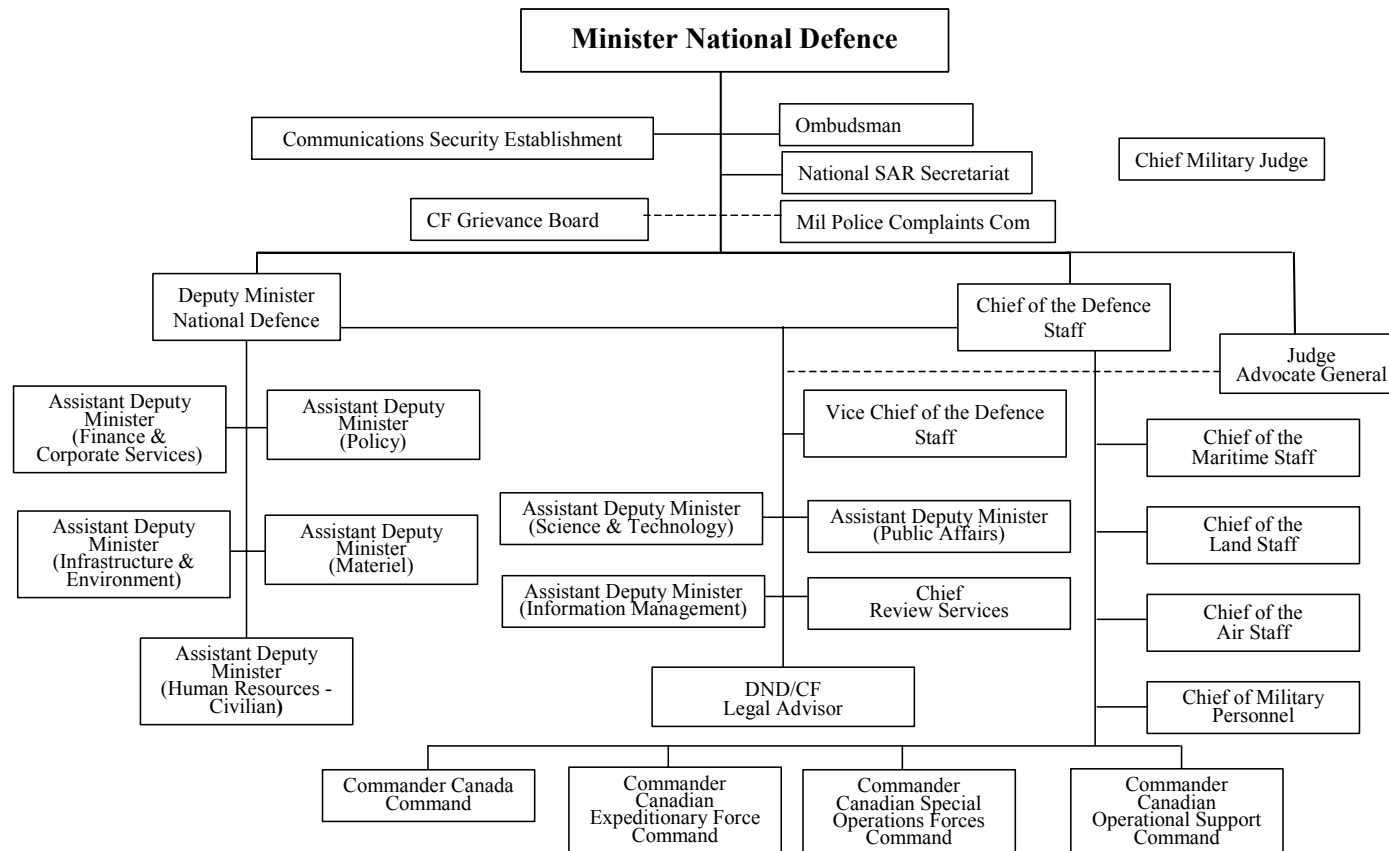 Minister National Defence
Communications Security Establishment
Ombudsman
National SAR Secretariat
Chief Military Judge
CF Grievance Board
Mil Police Complaints Com
Deputy Minister
National Defence
Chief of the Defence
Staff
Judge
Advocate General
Assistant Deputy
Minister
(Finance &
Corporate Services)
Assistant Deputy
Minister
(Policy)
Vice Chief of the Defence
Staff
Chief of the
Maritime Staff
Assistant Deputy
Minister
(Infrastructure &
Environment)
Assistant Deputy
Minister
(Materiel)
Assistant Deputy Minister
(Science & Technology)
Assistant Deputy Minister
(Public Affairs)
Chief of the
Land Staff
Assistant Deputy Minister
(Information Management)
Chief
Review Services
Chief of the
Air Staff
Assistant Deputy
Minister
(Human Resources -
Civilian)
DND/CF
Legal Advisor
Chief of Military
Personnel
Commander Canada
Command
Commander
Canadian
Expeditionary Force
Command
Commander
Canadian Special
Operations Forces
Command
Commander
Canadian
Operational Support
Command